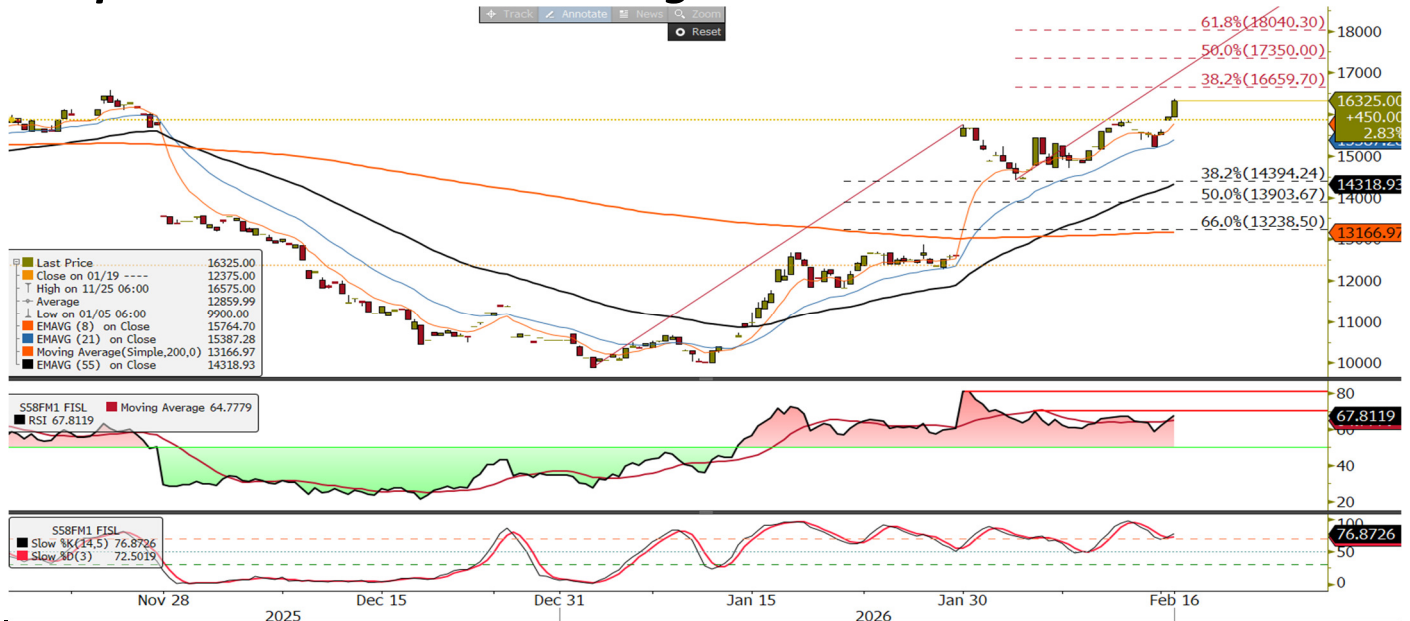 Track Annotate News Zoom
Reset
61.8%(18040.30)
50.0%(17350.00)
38.2%(16659.70)
38.2%(14394.24)
50.0%(13903.67)
66.0%(13238.50)
18000
17000
16325.00
+450.00
2.83%
15000
14318.93
14000
13166.97
12000
11000
10000
Last Price 16325.00
Close on 01/19 ---- 12375.00
High on 11/25 06:00 16575.00
Average 12859.99
Low on 01/05 06:00 9900.00
EMAVG (8) on Close 15764.70
EMAVG (21) on Close 15387.28
Moving Average(Simple,200,0) 13166.97
EMAVG (55) on Close 14318.93
S58FM1 FISL Moving Average 64.7779
RSI 67.8119
80
67.8119
40
20
S58FM1 FISL
Slow %K(14,5) 76.8726
Slow %D(3) 72.5019
100
76.8726
50
0
Nov 28 Dec 15 Dec 31 Jan 15 Jan 30 Feb 16
2025 2026